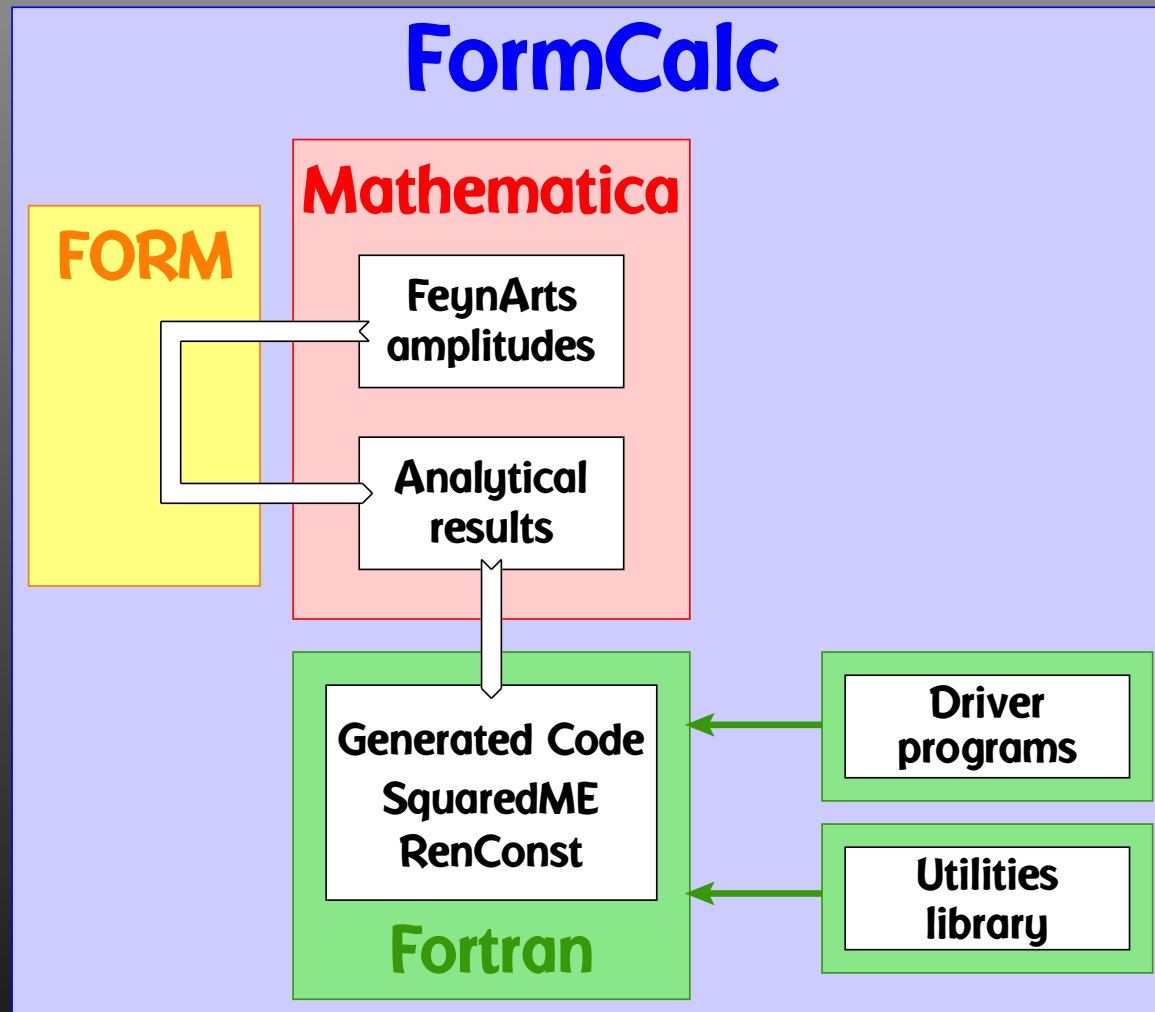 FormCalc
Mathematica
FORM
FeynArts
amplitudes
Analytical
results
Generated Code
SquaredME
RenConst
Fortran
Driver
programs
Utilities
library